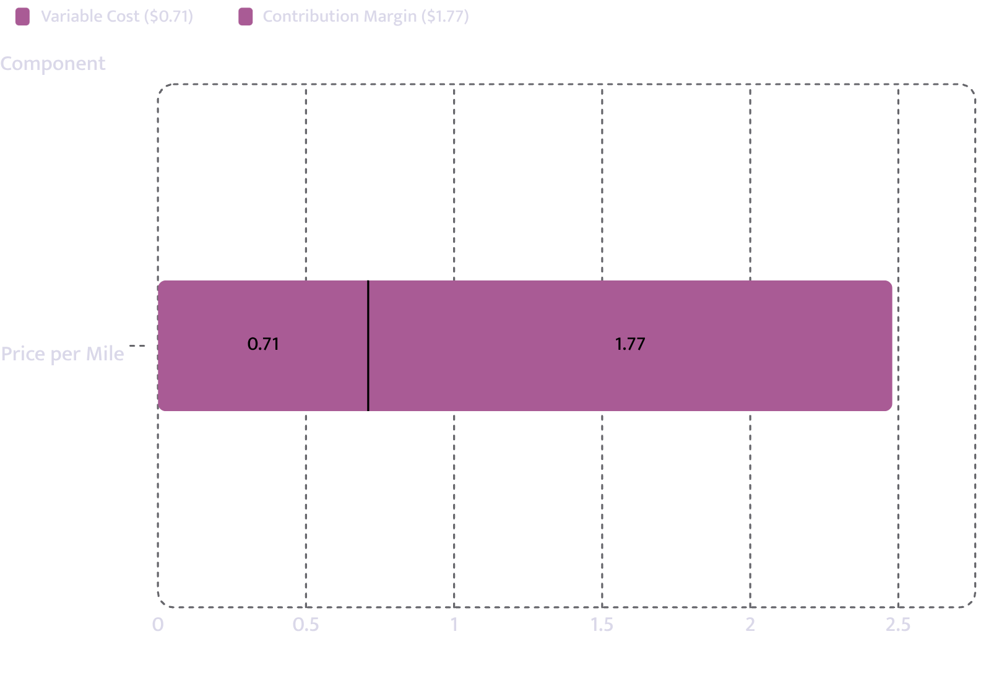 Variable Cost ($0.71) Contribution Margin ($1.77)
Component
Price per Mile 0.71 1.77
0 0.5 1 1.5 2 2.5